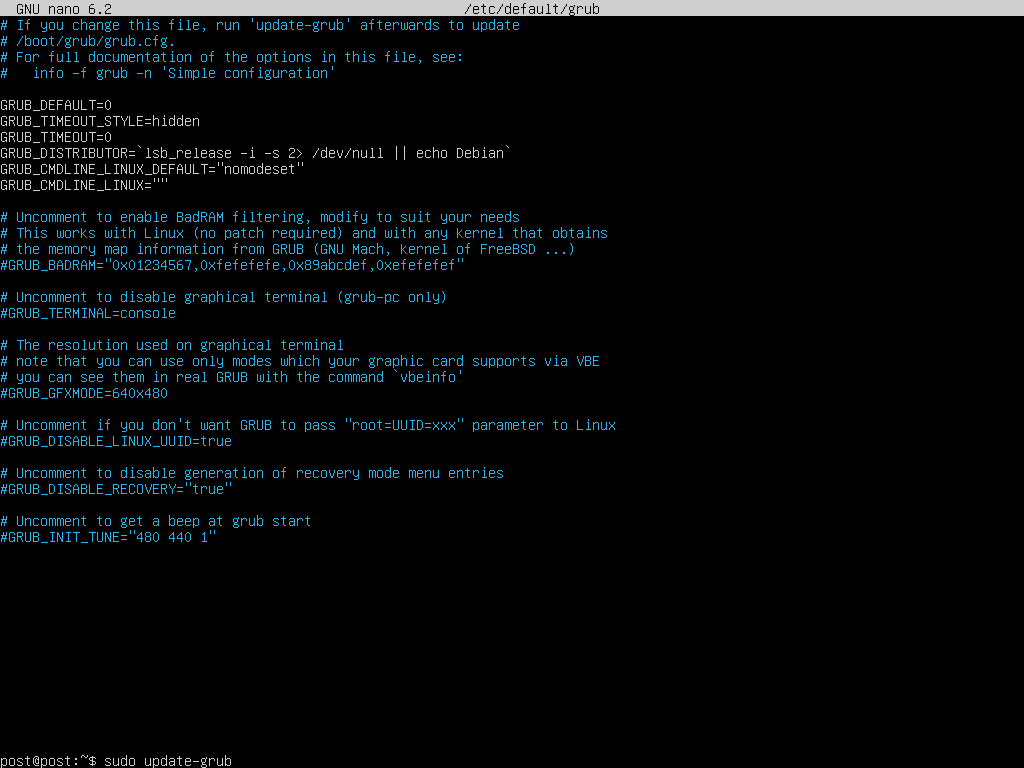 GNU nano 6.2 /etc/default/grub
# If you change this file, run 'update-grub' afterwards to update
# /boot/grub/grub.cfg.
# For full documentation of the options in this file, see:
#   info -f grub -n 'Simple configuration'

GRUB_DEFAULT=0
GRUB_TIMEOUT_STYLE=hidden
GRUB_TIMEOUT=0
GRUB_DISTRIBUTOR=`lsb_release -i -s 2> /dev/null || echo Debian`
GRUB_CMDLINE_LINUX_DEFAULT="nomodeset"
GRUB_CMDLINE_LINUX=""

# Uncomment to enable BadRAM filtering, modify to suit your needs
# This works with Linux (no patch required) and with any kernel that obtains
# the memory map information from GRUB (GNU Mach, kernel of FreeBSD ...)
#GRUB_BADRAM="0x01234567,0xfefefefe,0x89abcdef,0xefefefef"

# Uncomment to disable graphical terminal (grub-pc only)
#GRUB_TERMINAL=console

# The resolution used on graphical terminal
# note that you can use only modes which your graphic card supports via VBE
# you can see them in real GRUB with the command `vbeinfo'
#GRUB_GFXMODE=640x480

# Uncomment if you don't want GRUB to pass "root=UUID=xxx" parameter to Linux
#GRUB_DISABLE_LINUX_UUID=true

# Uncomment to disable generation of recovery mode menu entries
#GRUB_DISABLE_RECOVERY="true"

# Uncomment to get a beep at grub start
#GRUB_INIT_TUNE="480 440 1"

post@post:~$ sudo update-grub